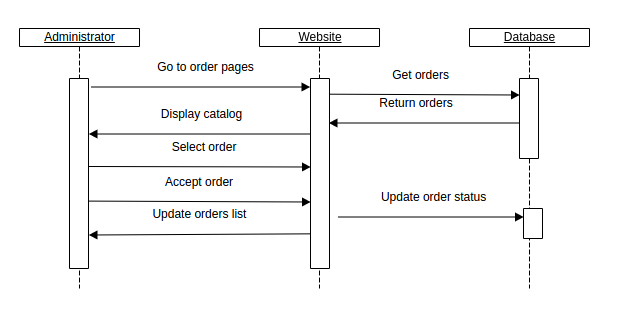 Administrator
Website
Database
Go to order pages
Get orders
Return orders
Display catalog
Select order
Accept order
Update order status
Update orders list